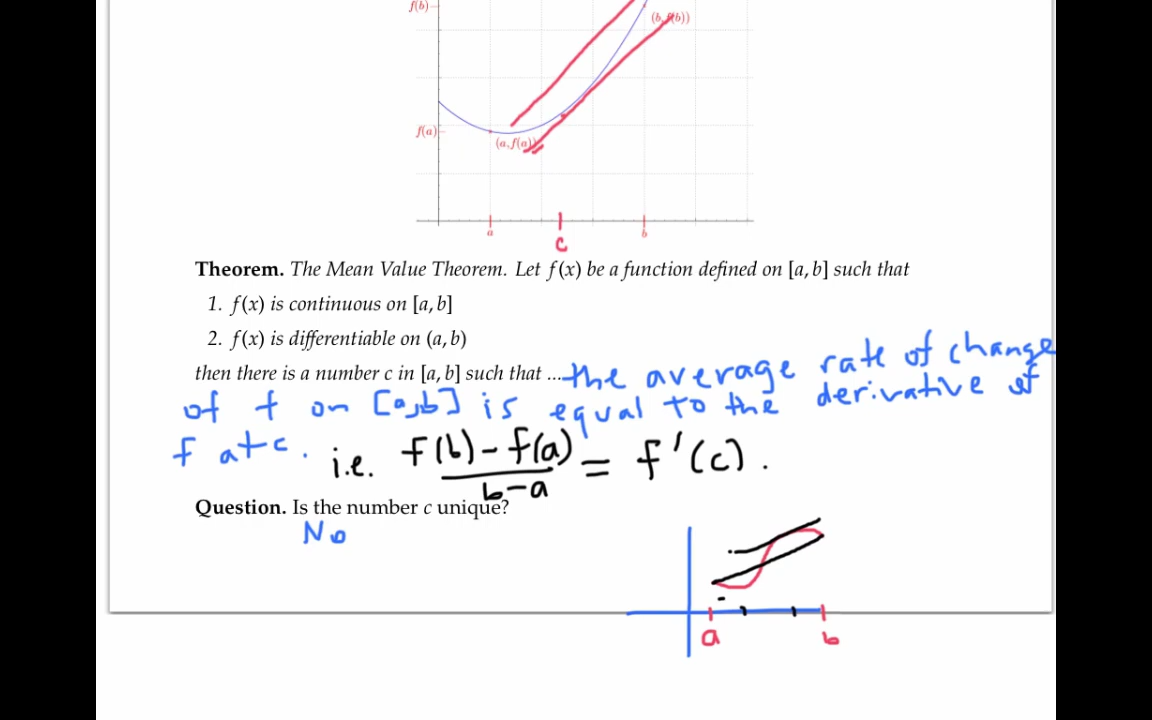 f(b)
(b, f(b))
f(a)
(a, f(a))
a
b
c
Theorem. The Mean Value Theorem. Let f(x) be a function defined on [a, b] such that
1. f(x) is continuous on [a, b]
2. f(x) is differentiable on (a, b)
then there is a number c in [a, b] such that ... the average rate of change
of f on [a,b] is equal to the derivative of
f at c. i.e. f(b)-f(a)/b-a = f'(c).
Question. Is the number c unique?
No
a
b